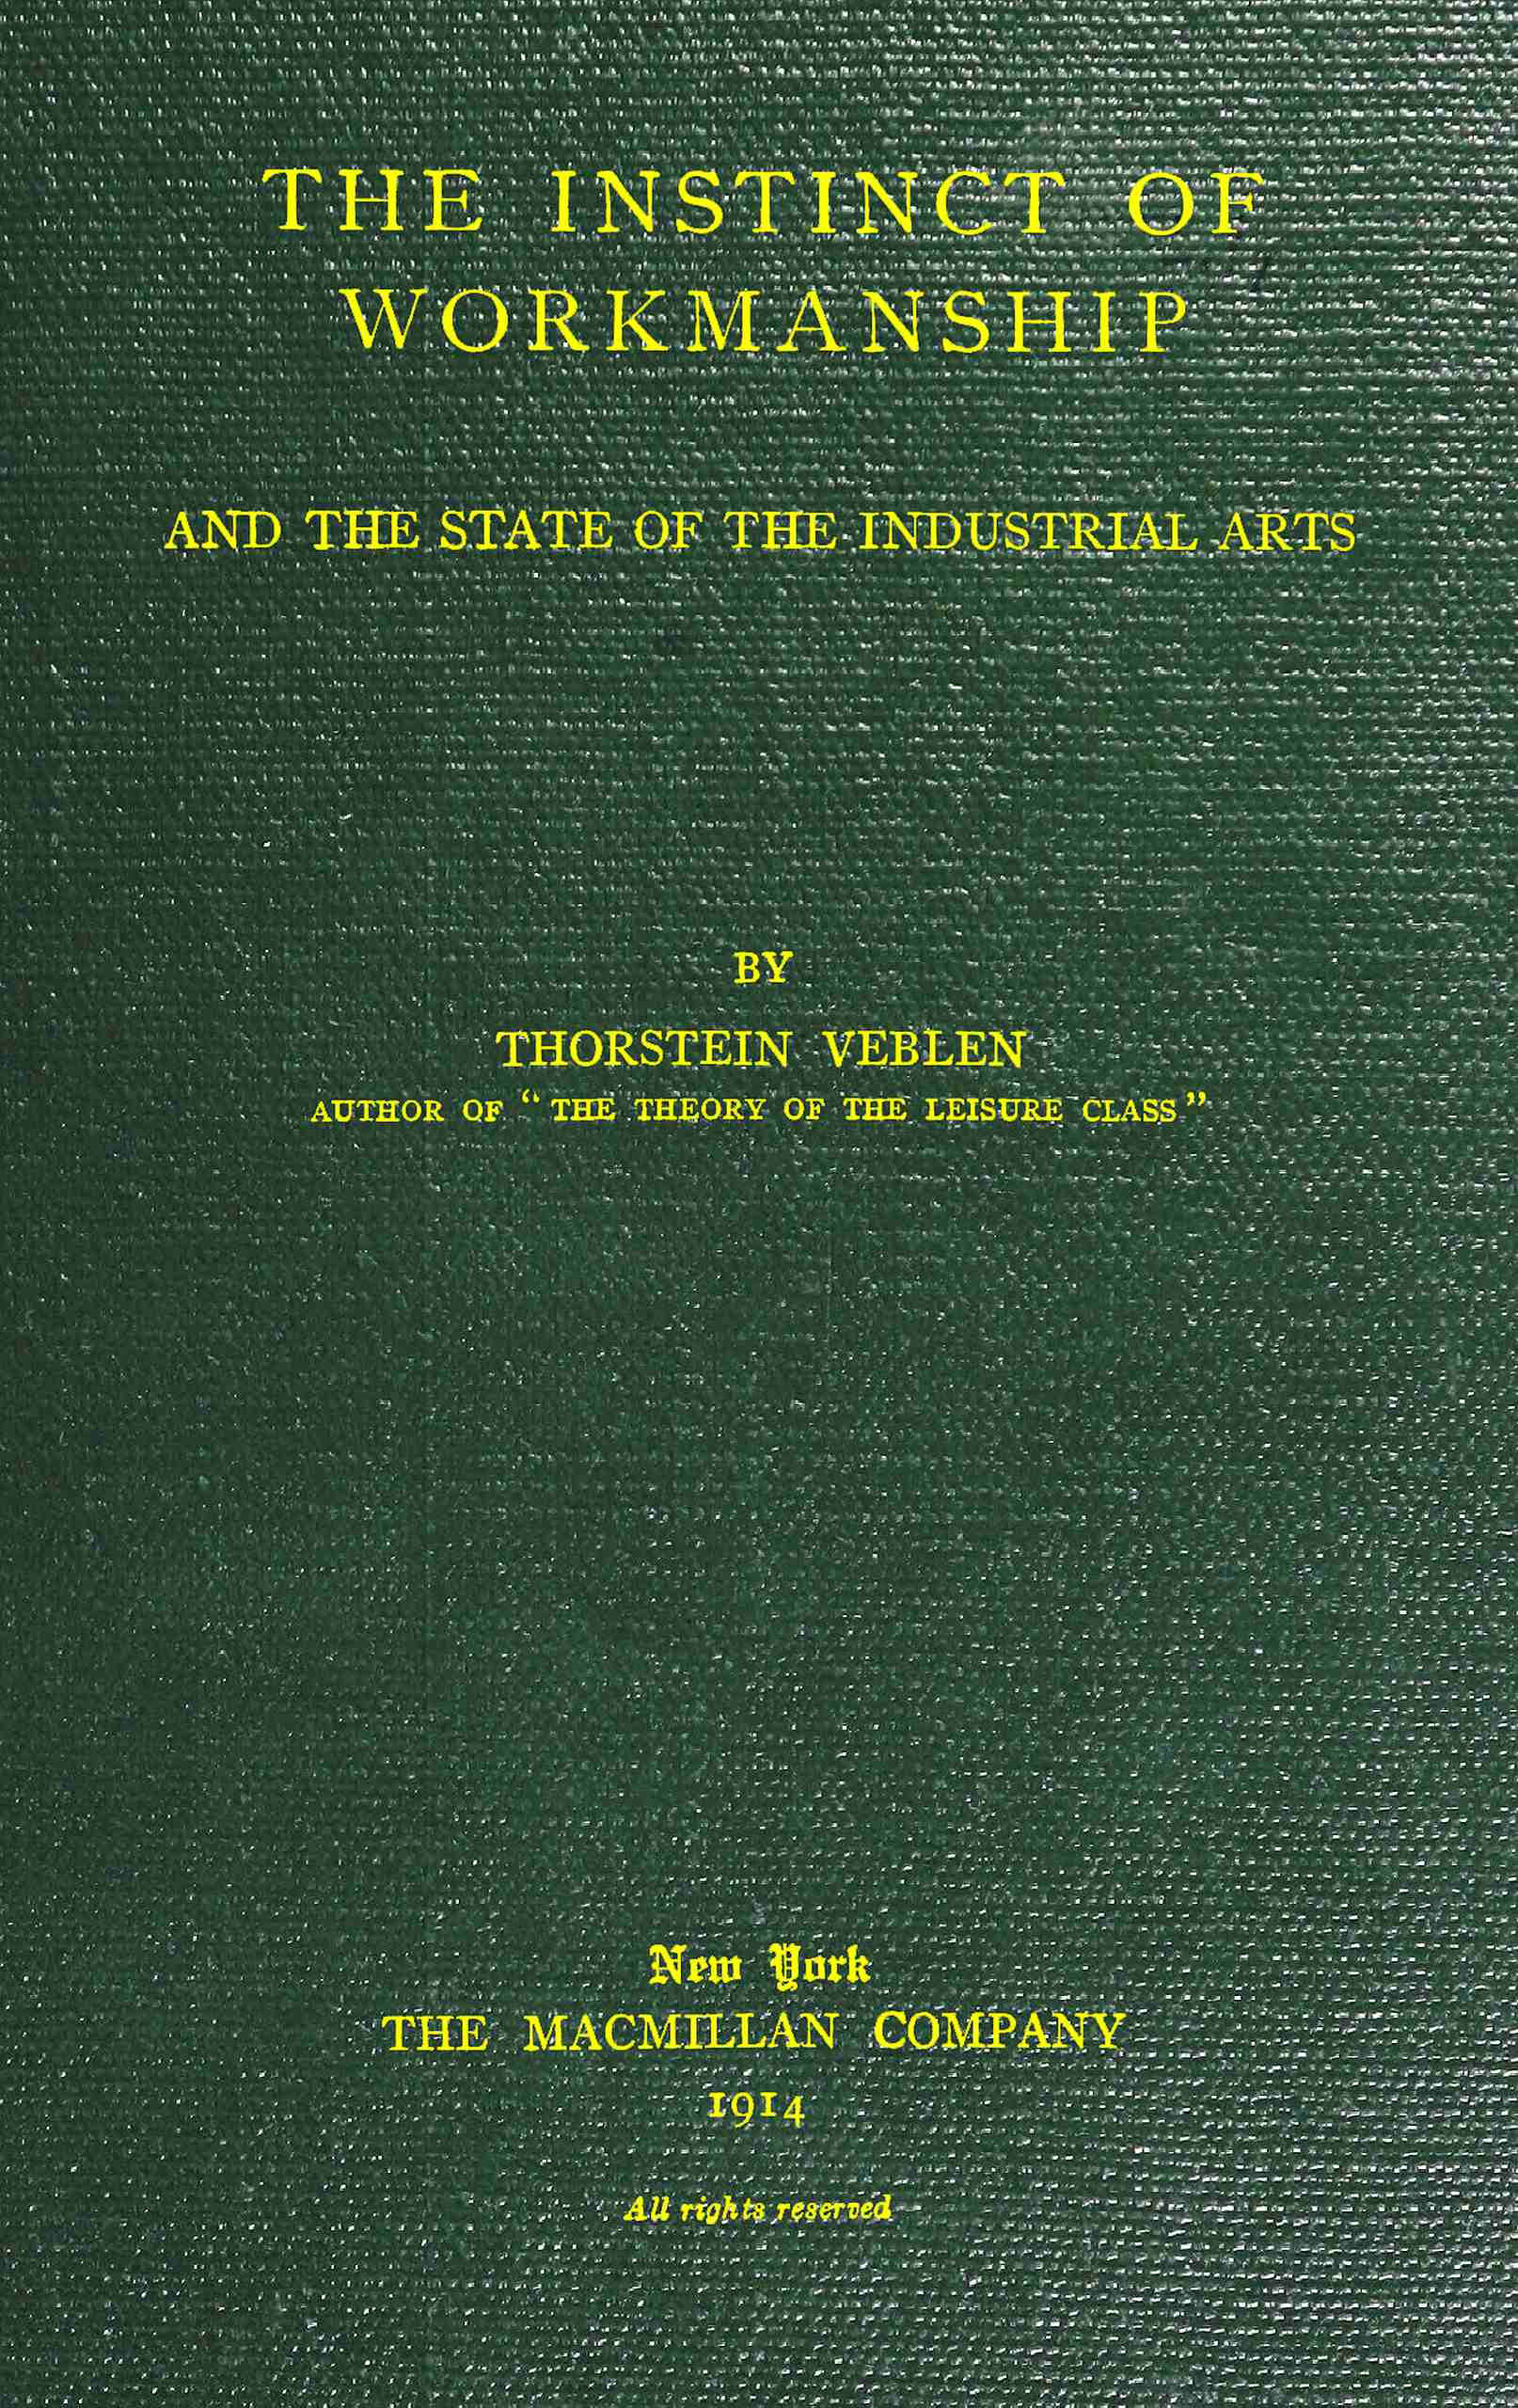 THE INSTINCT OF
WORKMANSHIP
AND THE STATE OF THE INDUSTRIAL ARTS
BY
THORSTEIN VEBLEN
AUTHOR OF “THE THEORY OF THE LEISURE CLASS”
New York
THE MACMILLAN COMPANY
1914
All rights reserved